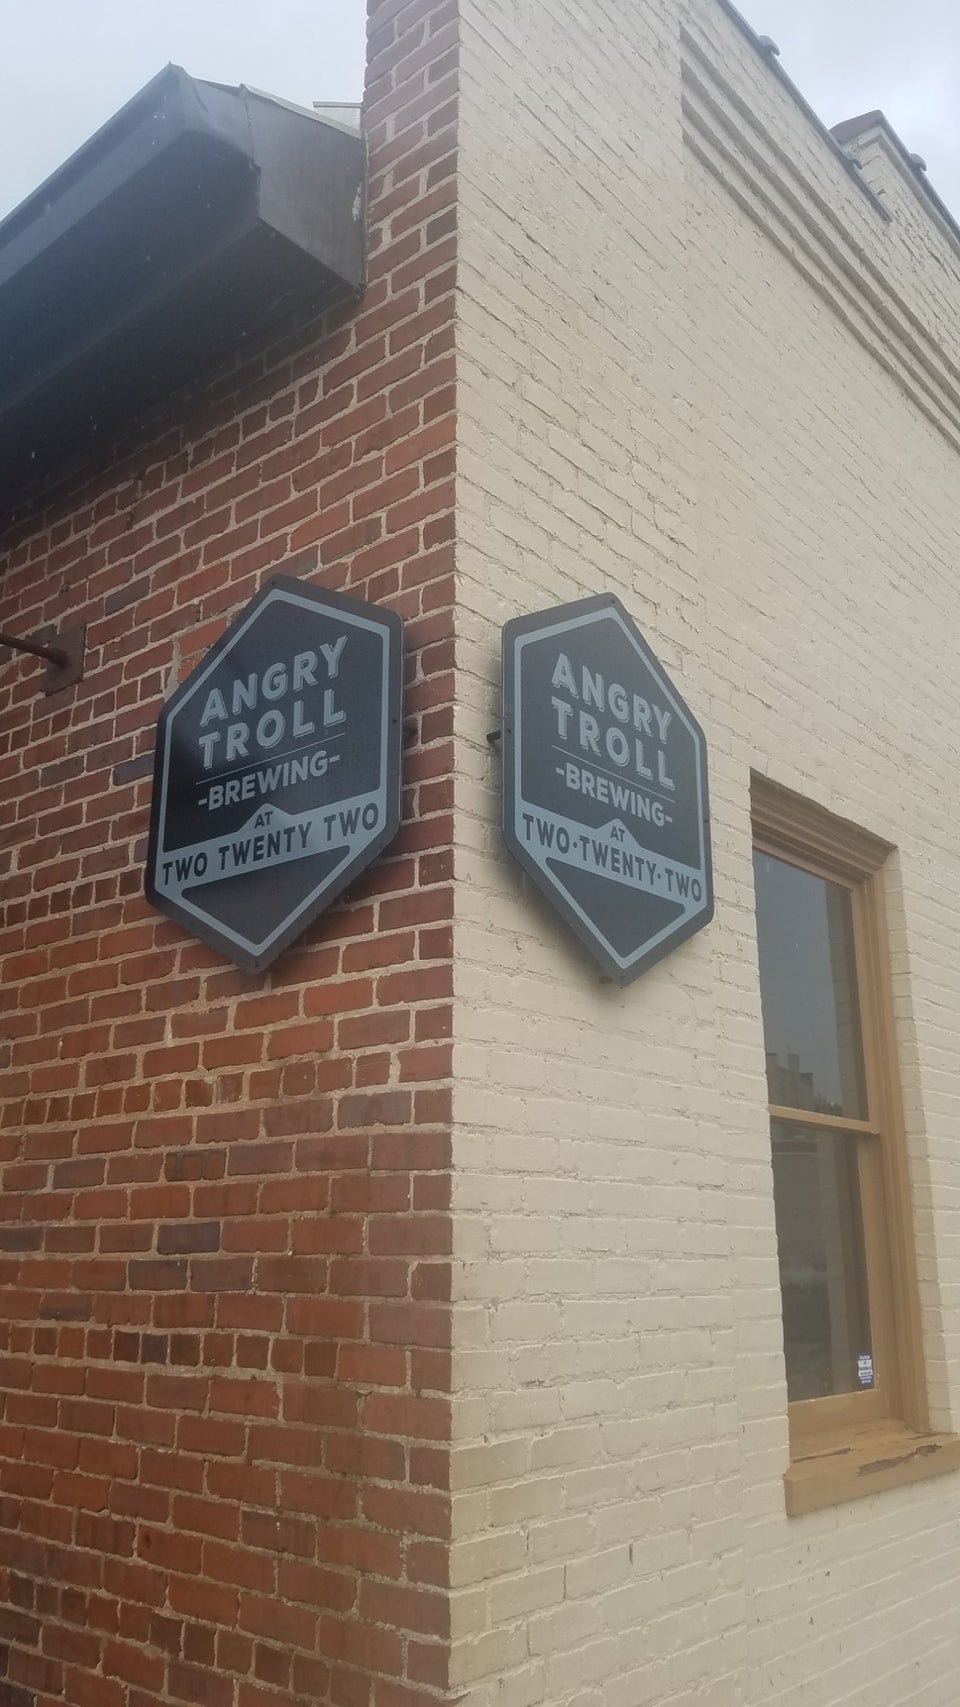 ANGRY
TROLL
-BREWING-
AT
TWO TWENTY TWO
ANGRY
TROLL
-BREWING-
AT
TWO·TWENTY·TWO